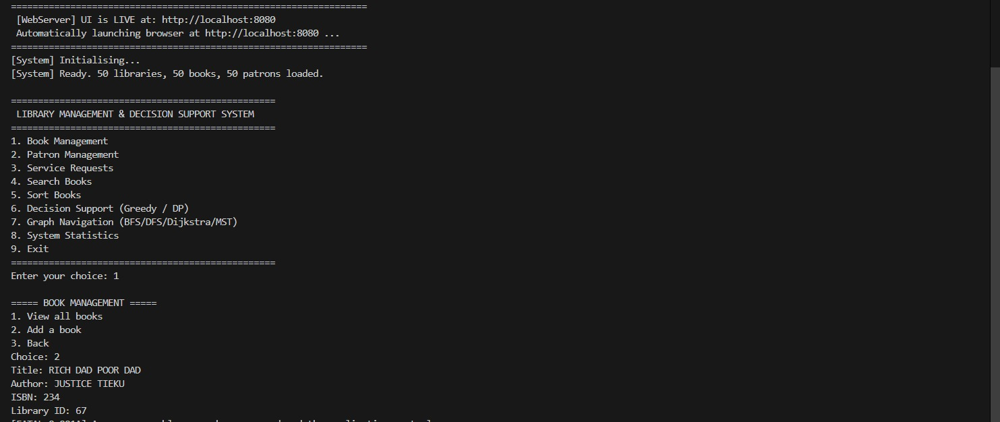 ==================================================================
[WebServer] UI is LIVE at: http://localhost:8080
Automatically launching browser at http://localhost:8080 ...
==================================================================
[System] Initialising...
[System] Ready. 50 libraries, 50 books, 50 patrons loaded.
=================================================
LIBRARY MANAGEMENT & DECISION SUPPORT SYSTEM
=================================================
1. Book Management
2. Patron Management
3. Service Requests
4. Search Books
5. Sort Books
6. Decision Support (Greedy / DP)
7. Graph Navigation (BFS/DFS/Dijkstra/MST)
8. System Statistics
9. Exit
=================================================
Enter your choice: 1
===== BOOK MANAGEMENT =====
1. View all books
2. Add a book
3. Back
Choice: 2
Title: RICH DAD POOR DAD
Author: JUSTICE TIEKU
ISBN: 234
Library ID: 67